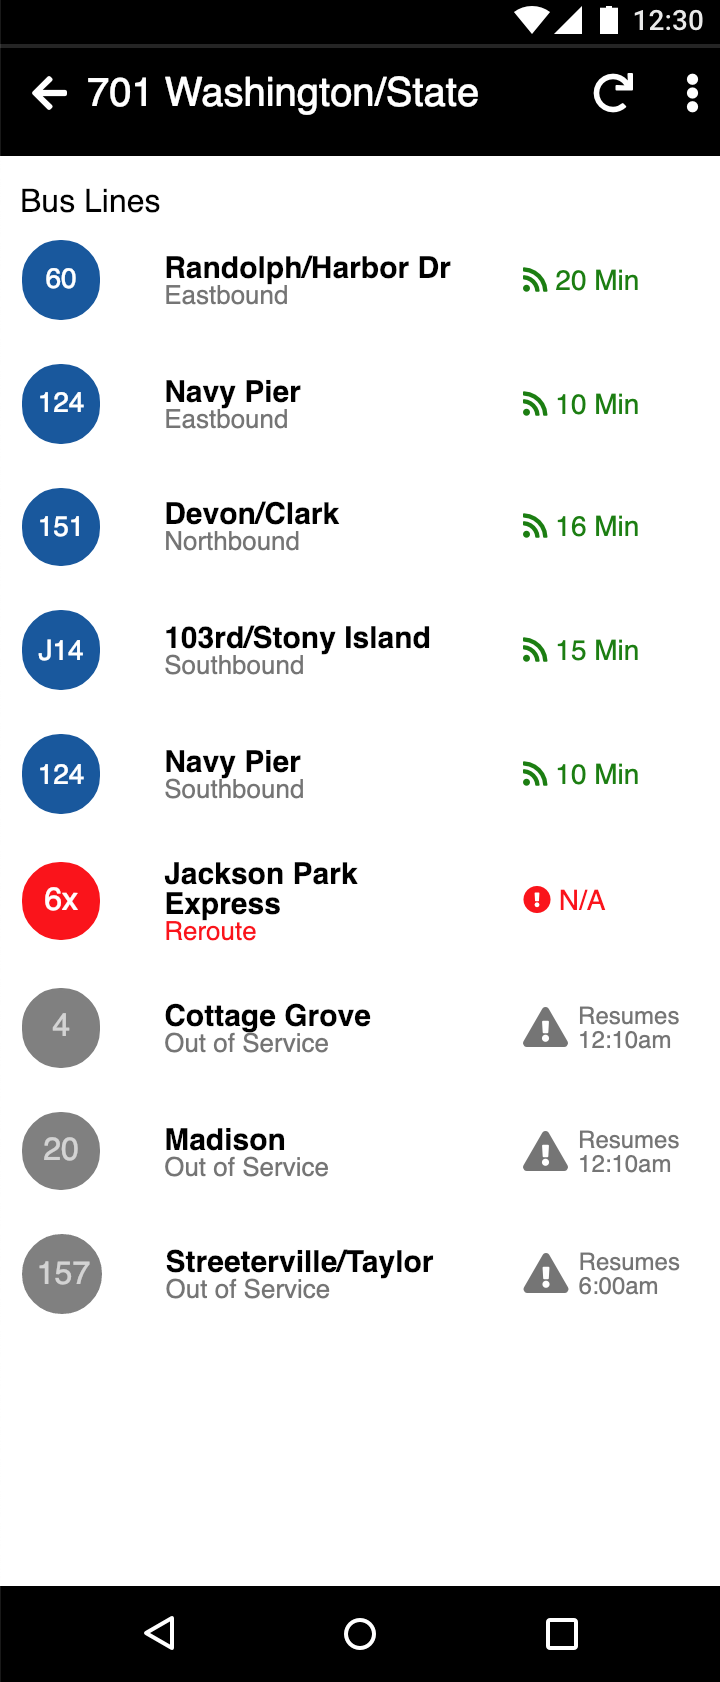 12:30
701 Washington/State
Bus Lines
60
Randolph/Harbor Dr
Eastbound
20 Min
124
Navy Pier
Eastbound
10 Min
151
Devon/Clark
Northbound
16 Min
J14
103rd/Stony Island
Southbound
15 Min
124
Navy Pier
Southbound
10 Min
6x
Jackson Park
Express
Reroute
N/A
4
Cottage Grove
Out of Service
Resumes
12:10am
20
Madison
Out of Service
Resumes
12:10am
157
Streeterville/Taylor
Out of Service
Resumes
6:00am